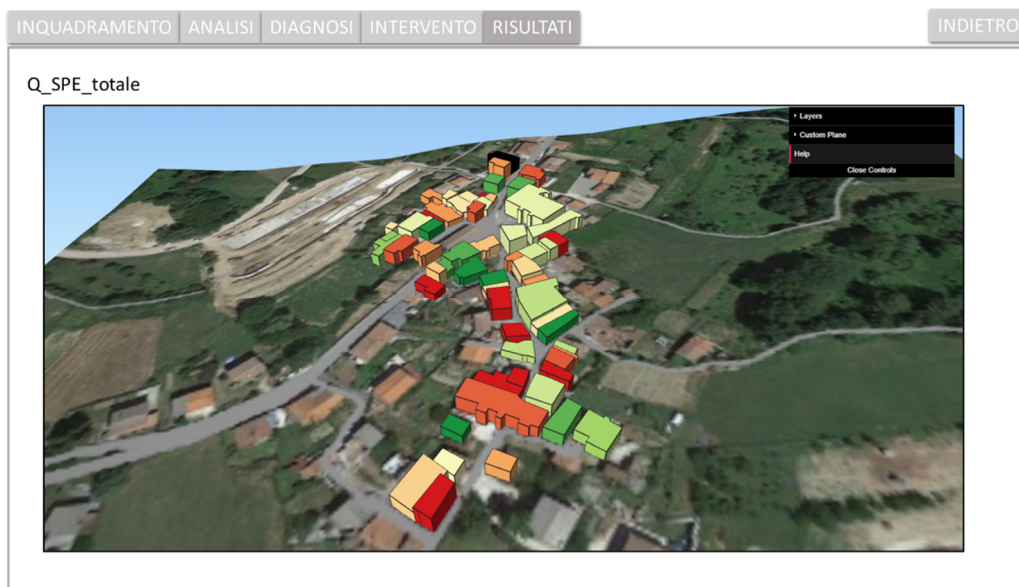 INQUADRAMENTO ANALISI DIAGNOSI INTERVENTO RISULTATI INDIETRO
Q_SPE_totale
Layers
Custom Plane
Help
Close Controls